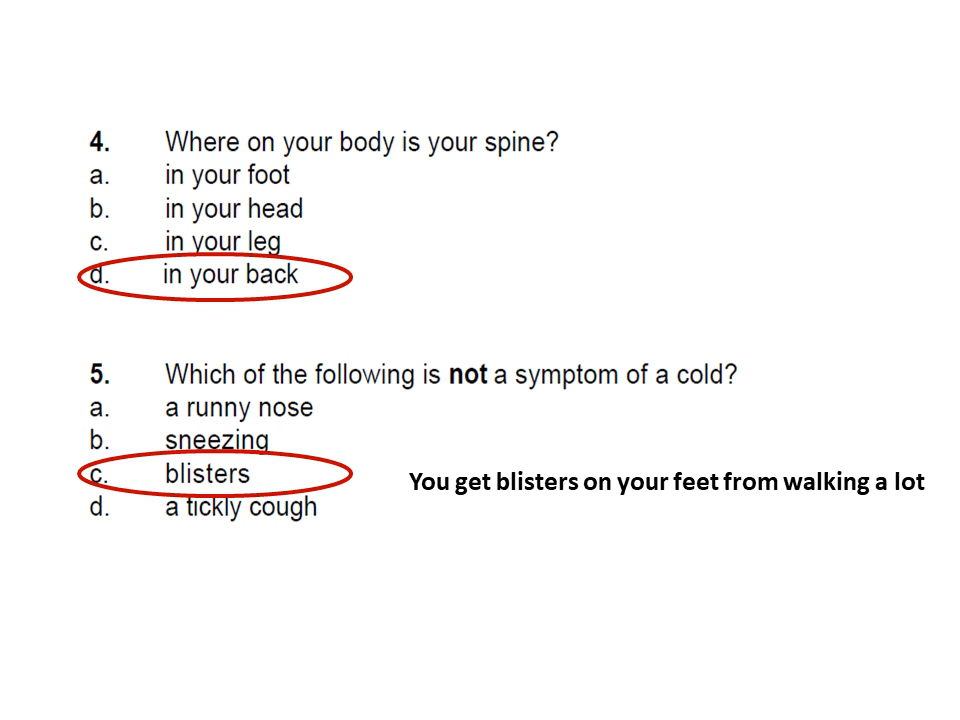 4. Where on your body is your spine?
a. in your foot
b. in your head
c. in your leg
d. in your back
5. Which of the following is not a symptom of a cold?
a. a runny nose
b. sneezing
c. blisters
You get blisters on your feet from walking a lot
d. a tickly cough